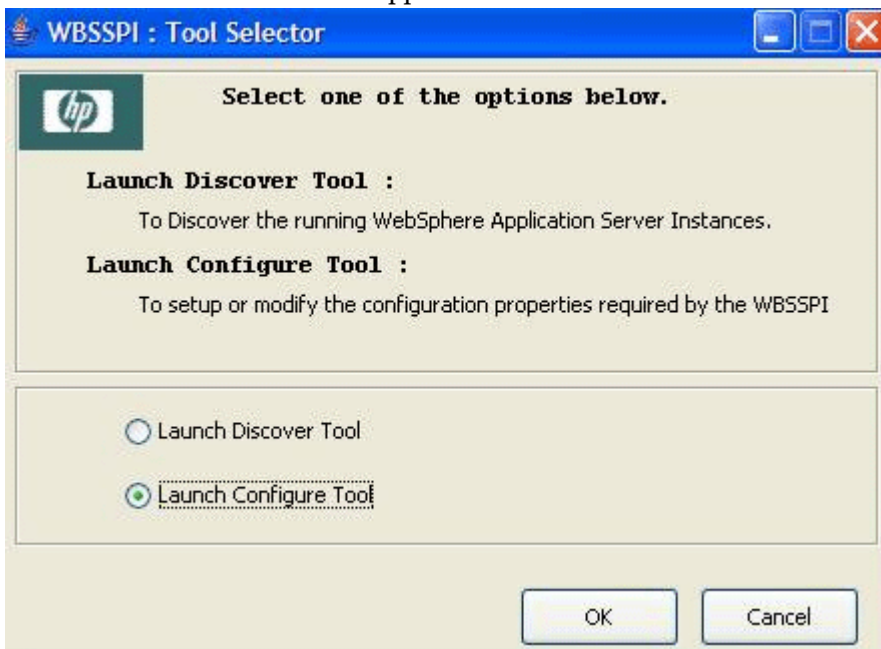 WBSSPI : Tool Selector
hp
Select one of the options below.
Launch Discover Tool :
To Discover the running WebSphere Application Server Instances.
Launch Configure Tool :
To setup or modify the configuration properties required by the WBSSPI
Launch Discover Tool
Launch Configure Tool
OK
Cancel